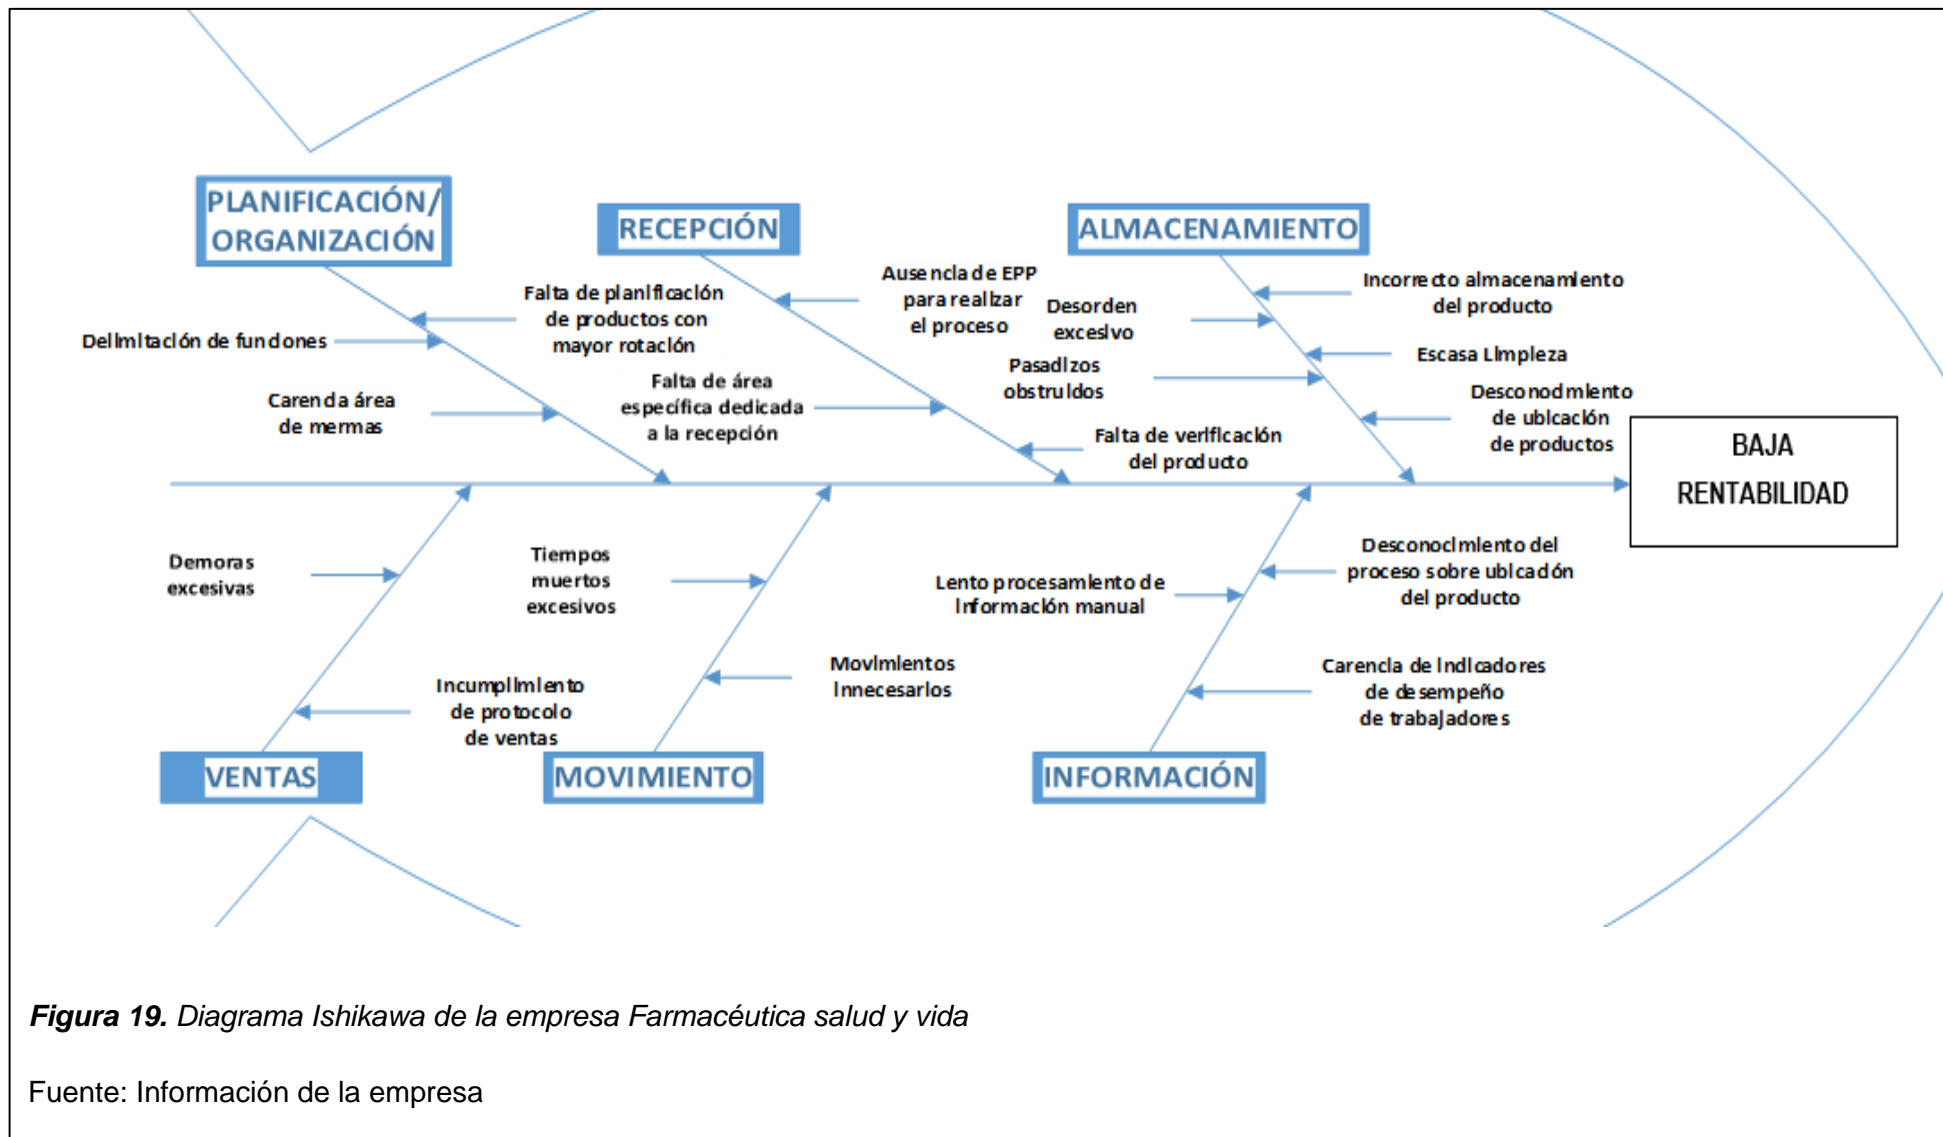 PLANIFICACIÓN/
ORGANIZACIÓN
RECEPCIÓN
ALMACENAMIENTO
Falta de planificación
de productos con
mayor rotación
Delimitación de fundones
Carenda área
de mermas
Ausencia de EPP
para realizar
el proceso
Falta de área
específica dedicada
a la recepción
Falta de verificación
del producto
Desorden
excesivo
Pasadizos
obstruidos
Incorrecto almacenamiento
del producto
Escasa Limpieza
Desconodmiento
de ubicación
de productos
BAJA
RENTABILIDAD
Demoras
excesivas
Incumplimiento
de protocolo
de ventas
Tiempos
muertos
excesivos
Movimientos
innecesarios
Lento procesamiento de
información manual
Desconocimiento del
proceso sobre ubicadón
del producto
Carencia de indicadores
de desempeño
de trabajadores
VENTAS
MOVIMIENTO
INFORMACIÓN
Figura 19. Diagrama Ishikawa de la empresa Farmacéutica salud y vida
Fuente: Información de la empresa